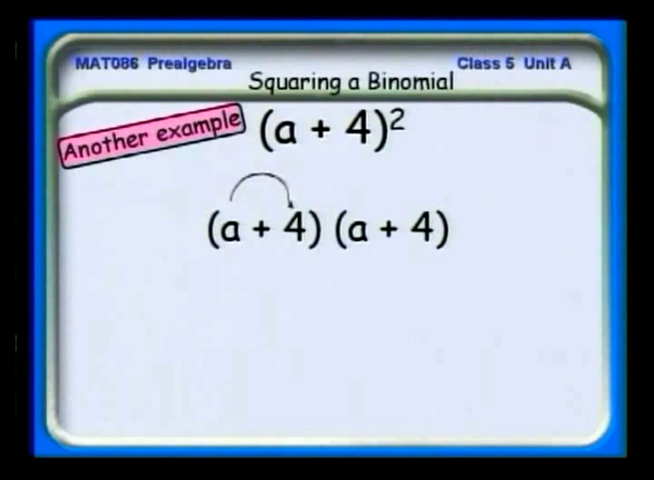 MAT086 Prealgebra
Class 5 Unit A
Squaring a Binomial
Another example
(a + 4)²
(a + 4) (a + 4)